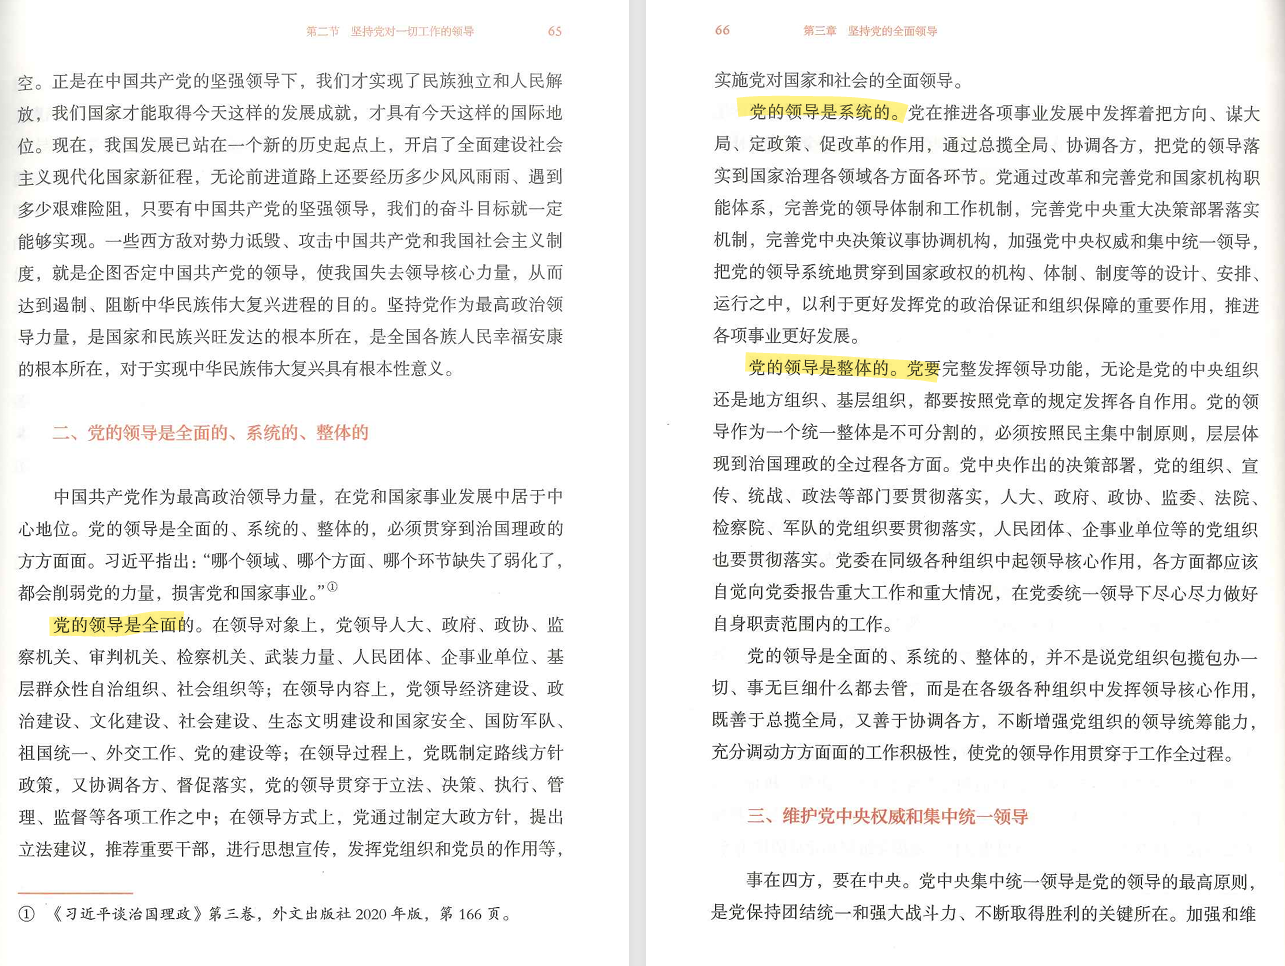 第二节 坚持党对一切工作的领导 65
空。正是在中国共产党的坚强领导下，我们才实现了民族独立和人民解
放，我们国家才能取得今天这样的发展成就，才具有今天这样的国际地
位。现在，我国发展已站在一个新的历史起点上，开启了全面建设社会
主义现代化国家新征程，无论前进道路上还要经历多少风风雨雨、遇到
多少艰难险阻，只要有中国共产党的坚强领导，我们的奋斗目标就一定
能够实现。一些西方敌对势力诋毁、攻击中国共产党和我国社会主义制
度，就是企图否定中国共产党的领导，使我国失去领导核心力量，从而
达到遏制、阻断中华民族伟大复兴进程的目的。坚持党作为最高政治领
导力量，是国家和民族兴旺发达的根本所在，是全国各族人民幸福安康
的根本所在，对于实现中华民族伟大复兴具有根本性意义。
二、党的领导是全面的、系统的、整体的
中国共产党作为最高政治领导力量，在党和国家事业发展中居于中
心地位。党的领导是全面的、系统的、整体的，必须贯穿到治国理政的
方方面面。习近平指出：“哪个领域、哪个方面、哪个环节缺失了弱化了，
都会削弱党的力量，损害党和国家事业。”①
党的领导是全面的。在领导对象上，党领导人大、政府、政协、监
察机关、审判机关、检察机关、武装力量、人民团体、企事业单位、基
层群众性自治组织、社会组织等；在领导内容上，党领导经济建设、政
治建设、文化建设、社会建设、生态文明建设和国家安全、国防军队、
祖国统一、外交工作、党的建设等；在领导过程上，党既制定路线方针
政策，又协调各方、督促落实，党的领导贯穿于立法、决策、执行、管
理、监督等各项工作之中；在领导方式上，党通过制定大政方针，提出
立法建议，推荐重要干部，进行思想宣传，发挥党组织和党员的作用等，
① 《习近平谈治国理政》第三卷，外文出版社 2020 年版，第 166 页。
66 第三章 坚持党的全面领导
实施党对国家和社会的全面领导。
党的领导是系统的。党在推进各项事业发展中发挥着把方向、谋大
局、定政策、促改革的作用，通过总揽全局、协调各方，把党的领导落
实到国家治理各领域各方面各环节。党通过改革和完善党和国家机构职
能体系，完善党的领导体制和工作机制，完善党中央重大决策部署落实
机制，完善党中央决策议事协调机构，加强党中央权威和集中统一领导，
把党的领导系统地贯穿到国家政权的机构、体制、制度等的设计、安排、
运行之中，以利于更好发挥党的政治保证和组织保障的重要作用，推进
各项事业更好发展。
党的领导是整体的。党要完整发挥领导功能，无论是党的中央组织
还是地方组织、基层组织，都要按照党章的规定发挥各自作用。党的领
导作为一个统一整体是不可分割的，必须按照民主集中制原则，层层体
现到治国理政的全过程各方面。党中央作出的决策部署，党的组织、宣
传、统战、政法等部门要贯彻落实，人大、政府、政协、监委、法院、
检察院、军队的党组织要贯彻落实，人民团体、企事业单位等的党组织
也要贯彻落实。党委在同级各种组织中起领导核心作用，各方面都应该
自觉向党委报告重大工作和重大情况，在党委统一领导下尽心尽力做好
自身职责范围内的工作。
党的领导是全面的、系统的、整体的，并不是说党组织包揽包办一
切、事无巨细什么都去管，而是在各级各种组织中发挥领导核心作用，
既善于总揽全局，又善于协调各方，不断增强党组织的领导统筹能力，
充分调动方方面面的工作积极性，使党的领导作用贯穿于工作全过程。
三、维护党中央权威和集中统一领导
事在四方，要在中央。党中央集中统一领导是党的领导的最高原则，
是党保持团结统一和强大战斗力、不断取得胜利的关键所在。加强和维